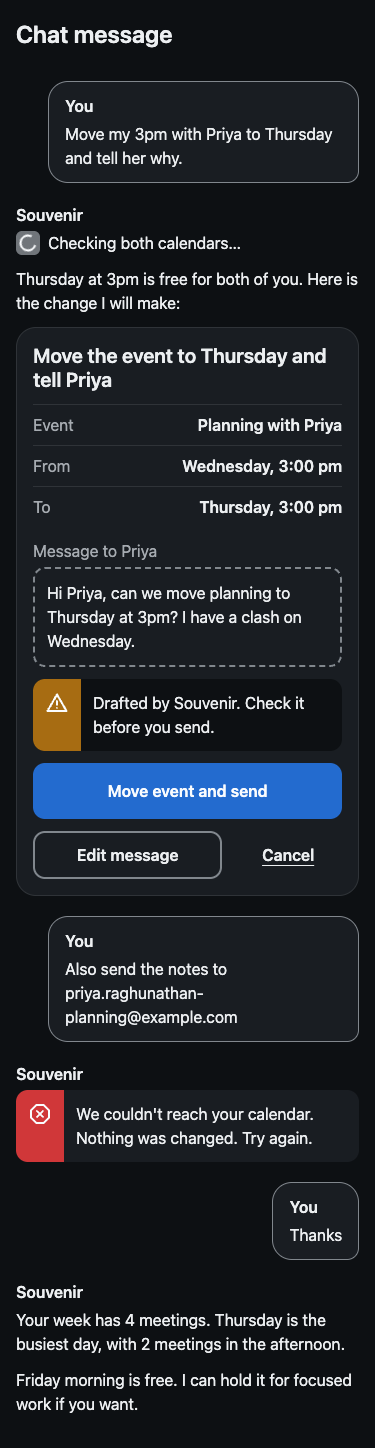 Chat message
You
Move my 3pm with Priya to Thursday
and tell her why.
Souvenir
Checking both calendars...
Thursday at 3pm is free for both of you. Here is
the change I will make:
Move the event to Thursday and
tell Priya
Event Planning with Priya
From Wednesday, 3:00 pm
To Thursday, 3:00 pm
Message to Priya
Hi Priya, can we move planning to
Thursday at 3pm? I have a clash on
Wednesday.
Drafted by Souvenir. Check it
before you send.
Move event and send
Edit message Cancel
You
Also send the notes to
priya.raghunathan-
planning@example.com
Souvenir
We couldn't reach your calendar.
Nothing was changed. Try again.
You
Thanks
Souvenir
Your week has 4 meetings. Thursday is the
busiest day, with 2 meetings in the afternoon.
Friday morning is free. I can hold it for focused
work if you want.